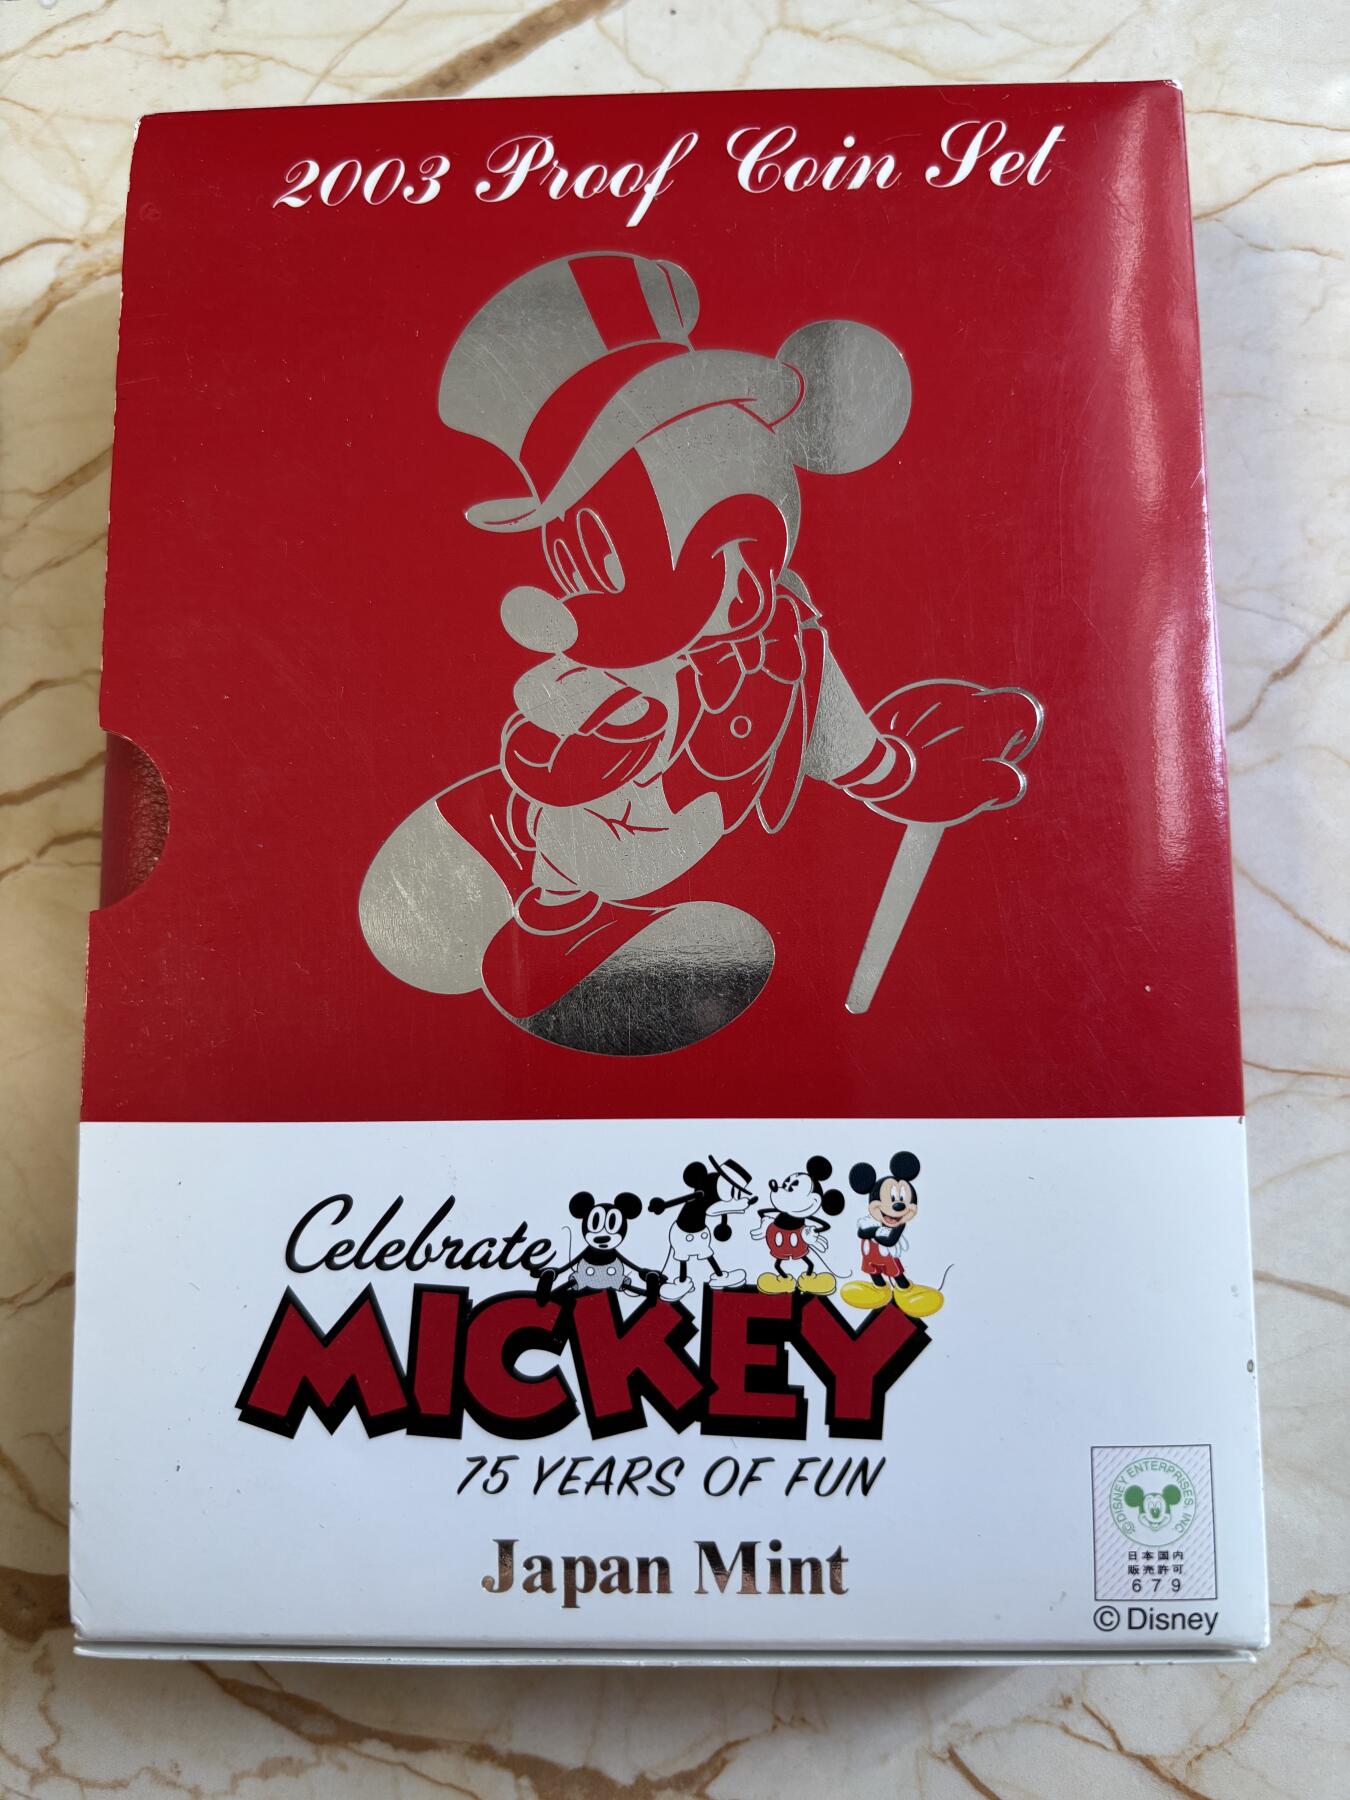 2003 Proof Coin Set
Celebrate
MICKEY
75 YEARS OF FUN
Japan Mint
©DISNEY ENTERPRISES, INC.
日本国内
販売許可
679
© Disney